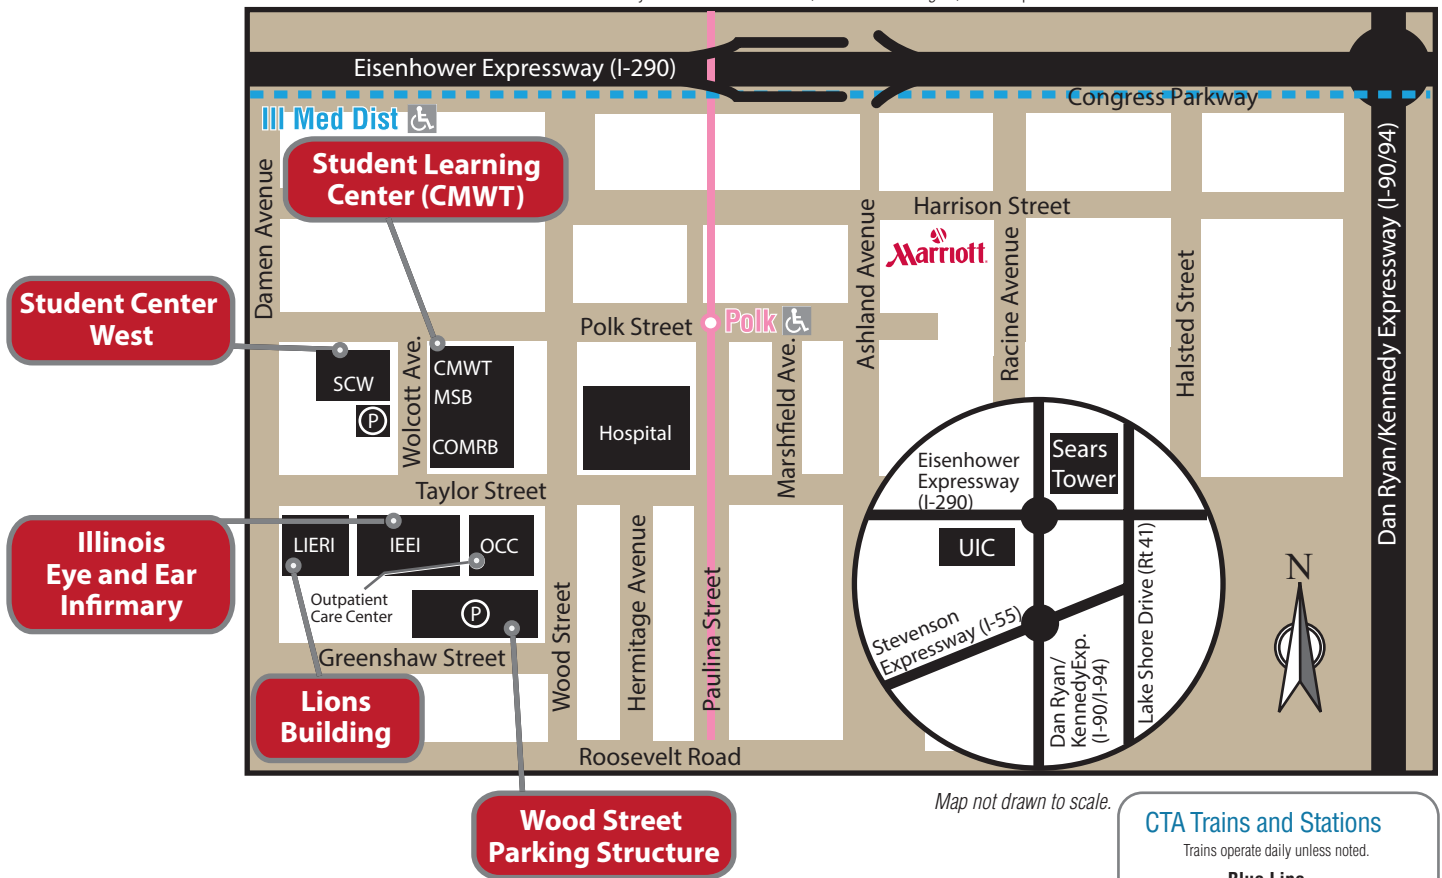 Eisenhower Expressway (I-290)
Congress Parkway
Ill Med Dist
Student Learning
Center (CMWT)
Damen Avenue
Harrison Street
Marriott
Ashland Avenue
Racine Avenue
Halsted Street
Dan Ryan/Kennedy Expressway (I-90/94)
Student Center
West
Polk Street
Polk
SCW
P
Wolcott Ave.
CMWT
MSB
COMRB
Hospital
Marshfield Ave.
Taylor Street
Illinois
Eye and Ear
Infirmary
LIERI
IEEI
OCC
Outpatient
Care Center
P
Greenshaw Street
Wood Street
Hermitage Avenue
Paulina Street
Lions
Building
Roosevelt Road
Wood Street
Parking Structure
Eisenhower
Expressway
(I-290)
Sears
Tower
UIC
Stevenson
Expressway (I-55)
Dan Ryan/
KennedyExp.
(I-90/I-94)
Lake Shore Drive (Rt 41)
N
Map not drawn to scale.
CTA Trains and Stations
Trains operate daily unless noted.
Blue Line